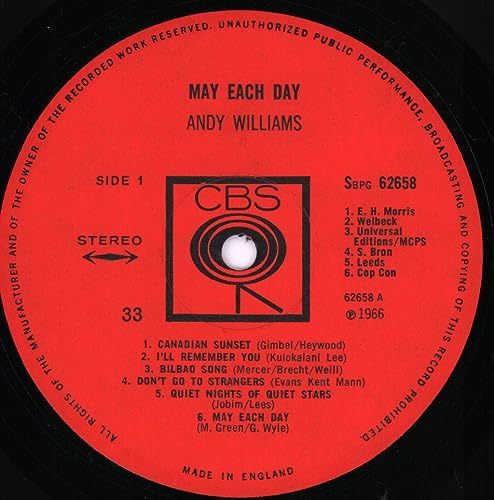 ALL RIGHTS OF THE MANUFACTURER AND OF THE OWNER OF THE RECORDED WORK RESERVED. UNAUTHORIZED PUBLIC PERFORMANCE, BROADCASTING AND COPYING OF THIS RECORD PROHIBITED.
MAY EACH DAY
ANDY WILLIAMS
SIDE 1
CBS
SBPG 62658
STEREO
1. E. H. Morris
2. Welbeck
3. Universal
Editions/MCPS
4. S. Bron
5. Leeds
6. Cop Con
33
62658 A
℗ 1966
1. CANADIAN SUNSET (Gimbel/Heywood)
2. I'LL REMEMBER YOU (Kuiokalani Lee)
3. BILBAO SONG (Mercer/Brecht/Weill)
4. DON'T GO TO STRANGERS (Evans Kent Mann)
5. QUIET NIGHTS OF QUIET STARS
(Jobim/Lees)
6. MAY EACH DAY
(M. Green/G. Wyle)
MADE IN ENGLAND